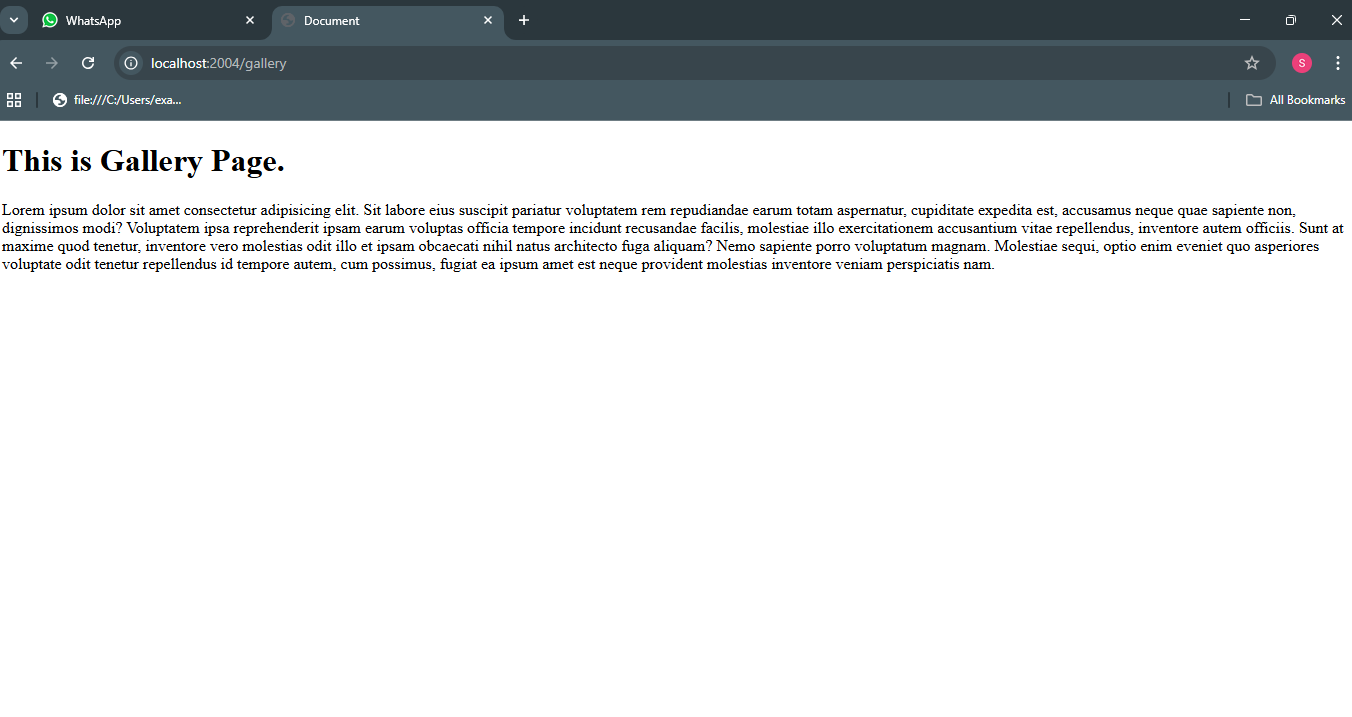 WhatsApp
Document
localhost:2004/gallery
S
file:///C:/Users/exa...
All Bookmarks
This is Gallery Page.
Lorem ipsum dolor sit amet consectetur adipisicing elit. Sit labore eius suscipit pariatur voluptatem rem repudiandae earum totam aspernatur, cupiditate expedita est, accusamus neque quae sapiente non,
dignissimos modi? Voluptatem ipsa reprehenderit ipsam earum voluptas officia tempore incidunt recusandae facilis, molestiae illo exercitationem accusantium vitae repellendus, inventore autem officiis. Sunt at
maxime quod tenetur, inventore vero molestias odit illo et ipsam obcaecati nihil natus architecto fuga aliquam? Nemo sapiente porro voluptatum magnam. Molestiae sequi, optio enim eveniet quo asperiores
voluptate odit tenetur repellendus id tempore autem, cum possimus, fugiat ea ipsum amet est neque provident molestias inventore veniam perspiciatis nam.